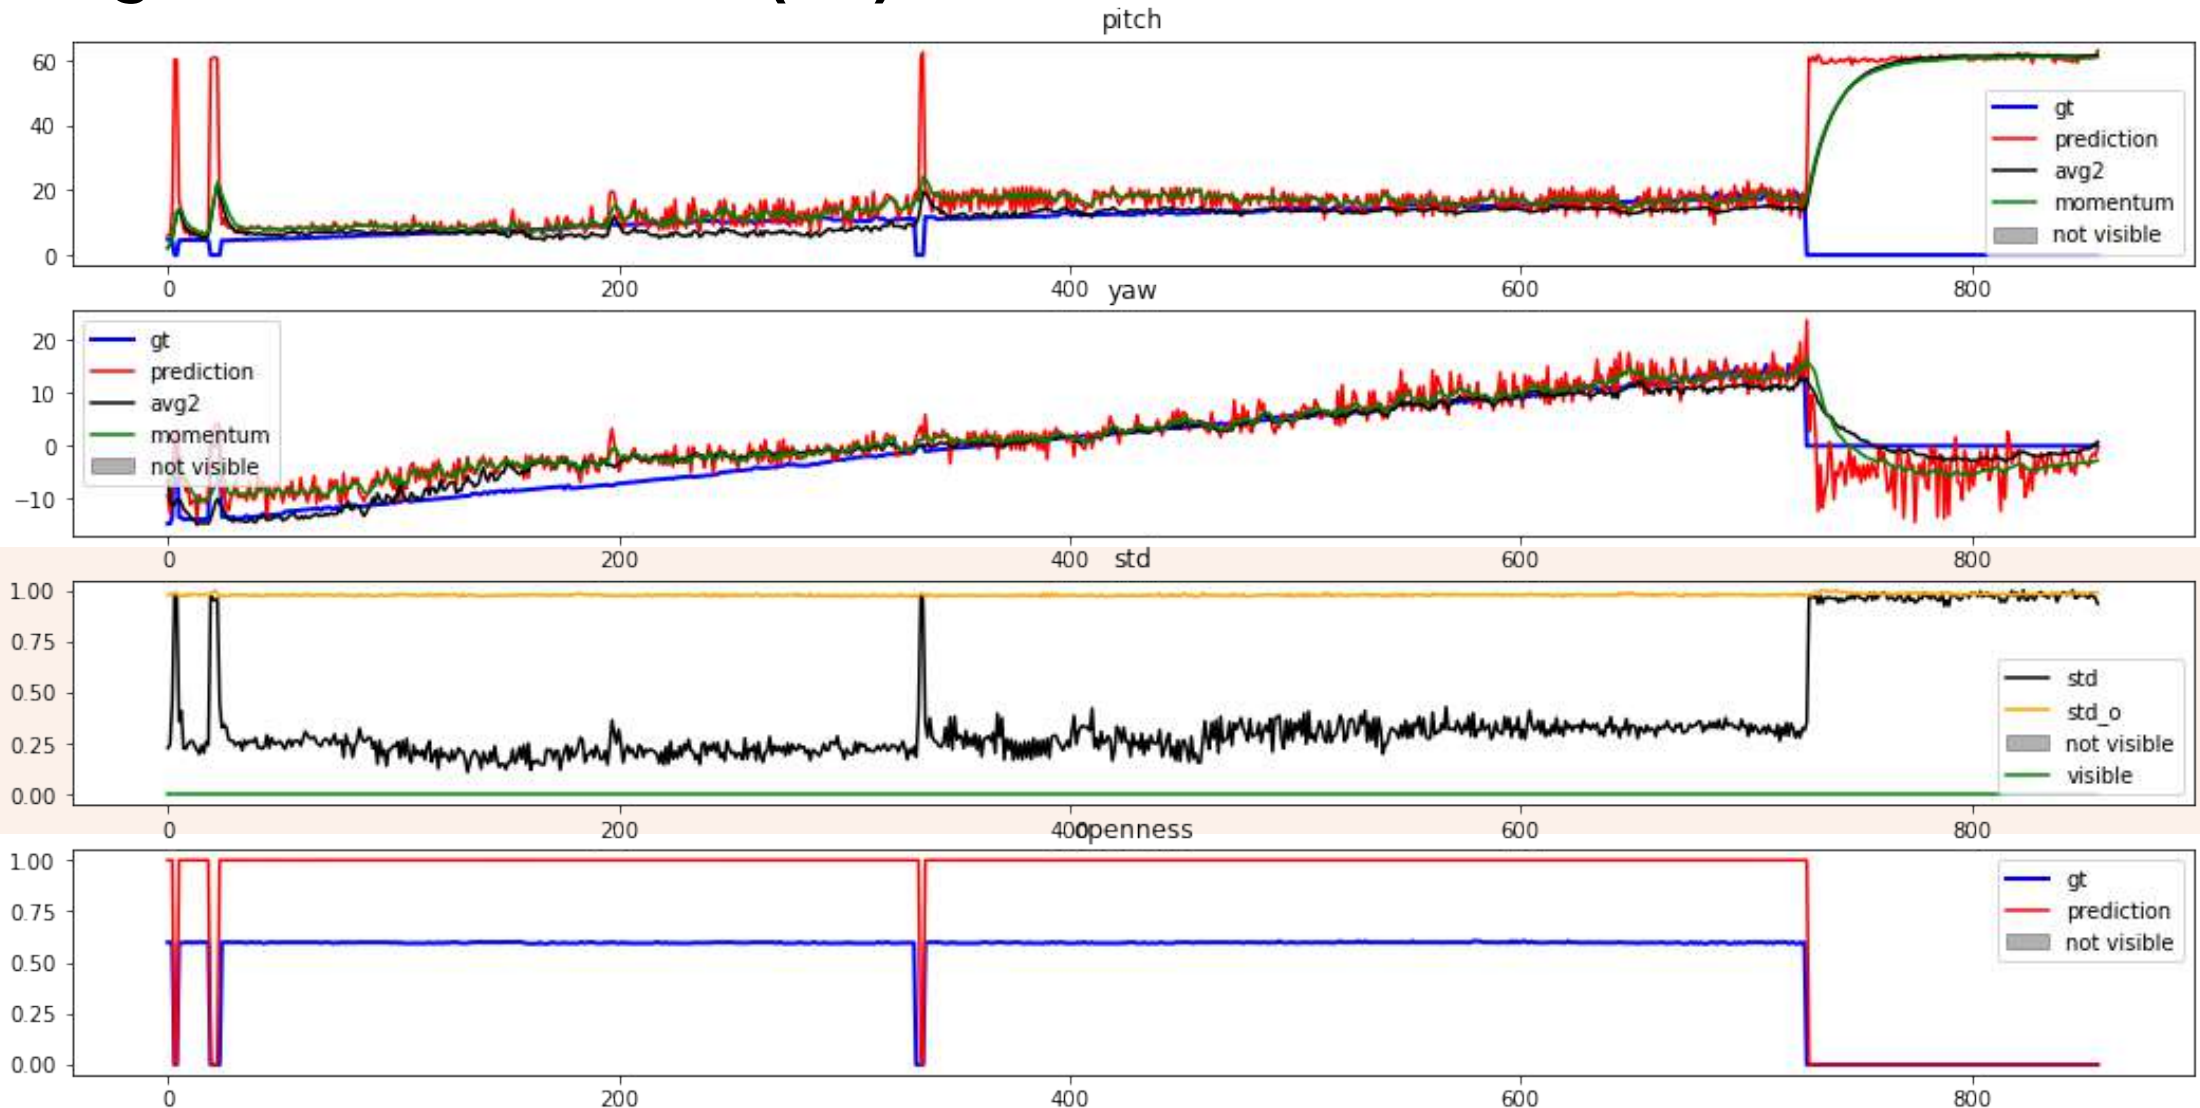 pitch
60
40
20
0
gt
prediction
avg2
momentum
not visible
0 200 400 600 800
yaw
20
10
0
−10
gt
prediction
avg2
momentum
not visible
0 200 400 600 800
std
1.00
0.75
0.50
0.25
0.00
std
std_o
not visible
visible
0 200 400 600 800
openness
1.00
0.75
0.50
0.25
0.00
gt
prediction
not visible
0 200 400 600 800